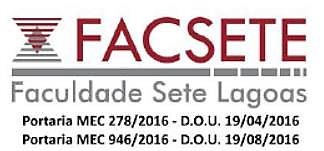 FACSETE
Faculdade Sete Lagoas
Portaria MEC 278/2016 - D.O.U. 19/04/2016
Portaria MEC 946/2016 - D.O.U. 19/08/2016